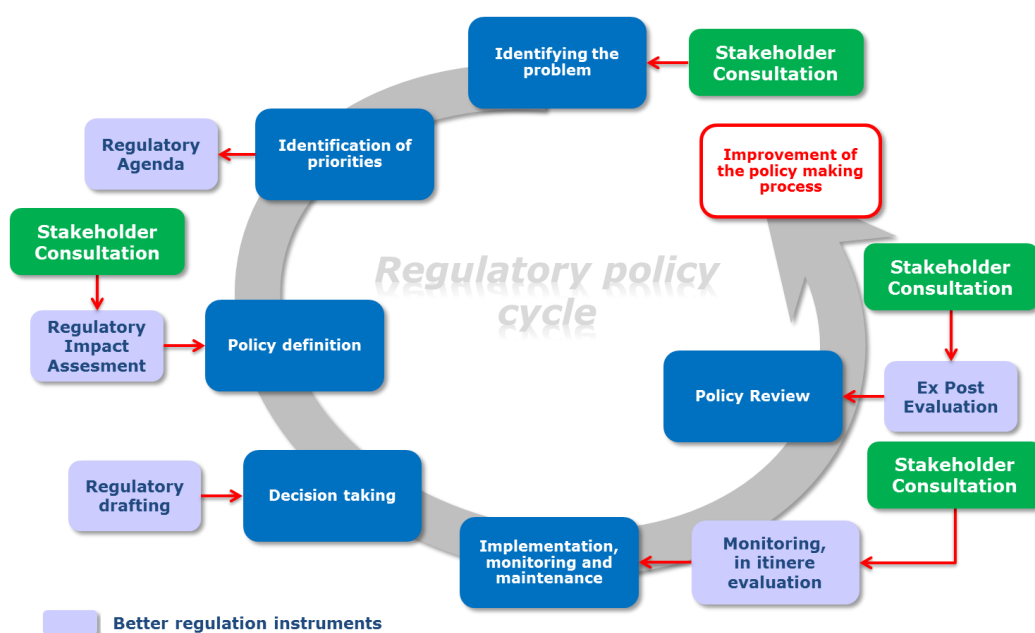 Identifying the
problem
Stakeholder
Consultation
Identification of
priorities
Regulatory
Agenda
Improvement of
the policy making
process
Stakeholder
Consultation
Regulatory policy
cycle
Stakeholder
Consultation
Regulatory
Impact
Assesment
Policy definition
Policy Review
Ex Post
Evaluation
Regulatory
drafting
Decision taking
Stakeholder
Consultation
Implementation,
monitoring and
maintenance
Monitoring,
in itinere
evaluation
Better regulation instruments